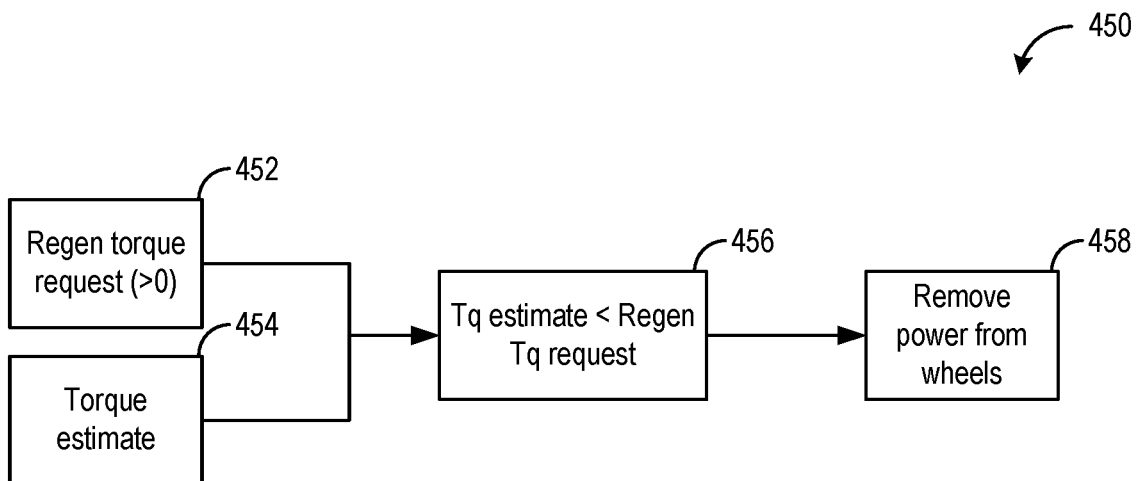 450
452
Regen torque
request (>0)
454
Torque
estimate
456
Tq estimate < Regen
Tq request
458
Remove
power from
wheels